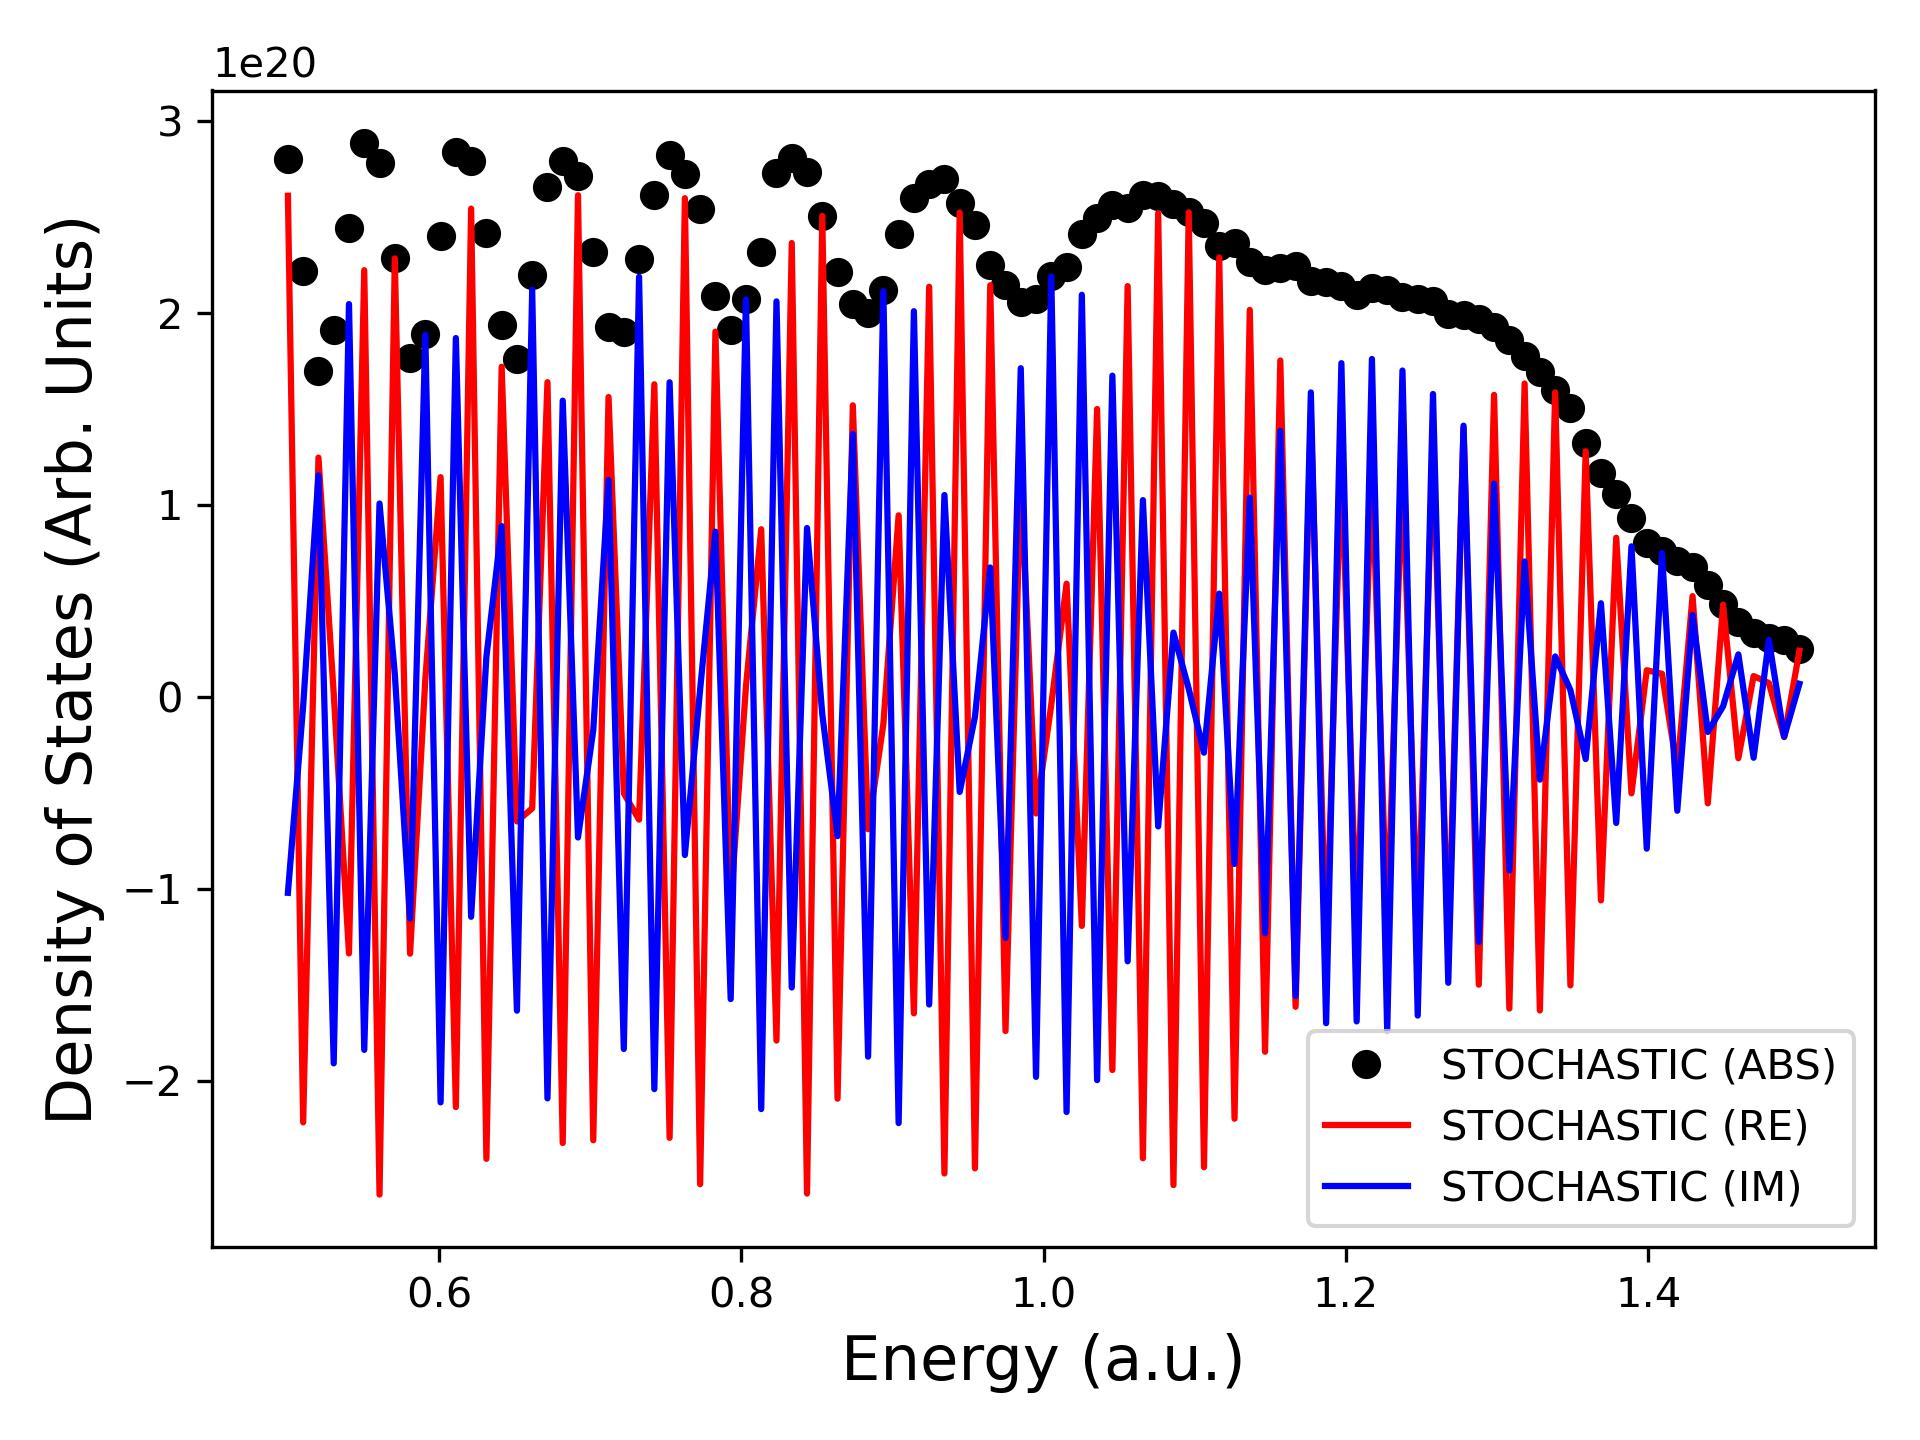 1e20
3
2
1
0
−1
−2
Density of States (Arb. Units)
0.6 0.8 1.0 1.2 1.4
Energy (a.u.)
STOCHASTIC (ABS)
STOCHASTIC (RE)
STOCHASTIC (IM)